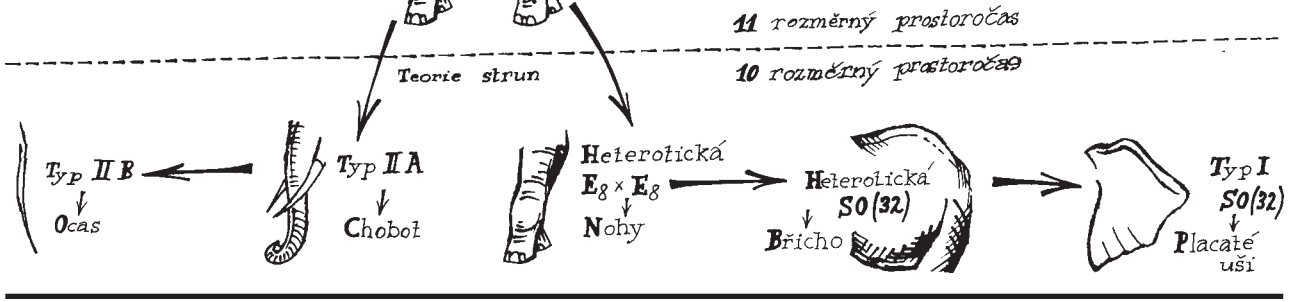 11 rozměrný prostoročas
Teorie strun
10 rozměrný prostoročas
Typ II B
Ocas
Typ II A
Chobot
Heterotická
E8 × E8
Nohy
Heterotická
SO(32)
Břicho
Typ I
SO(32)
Placaté
uši